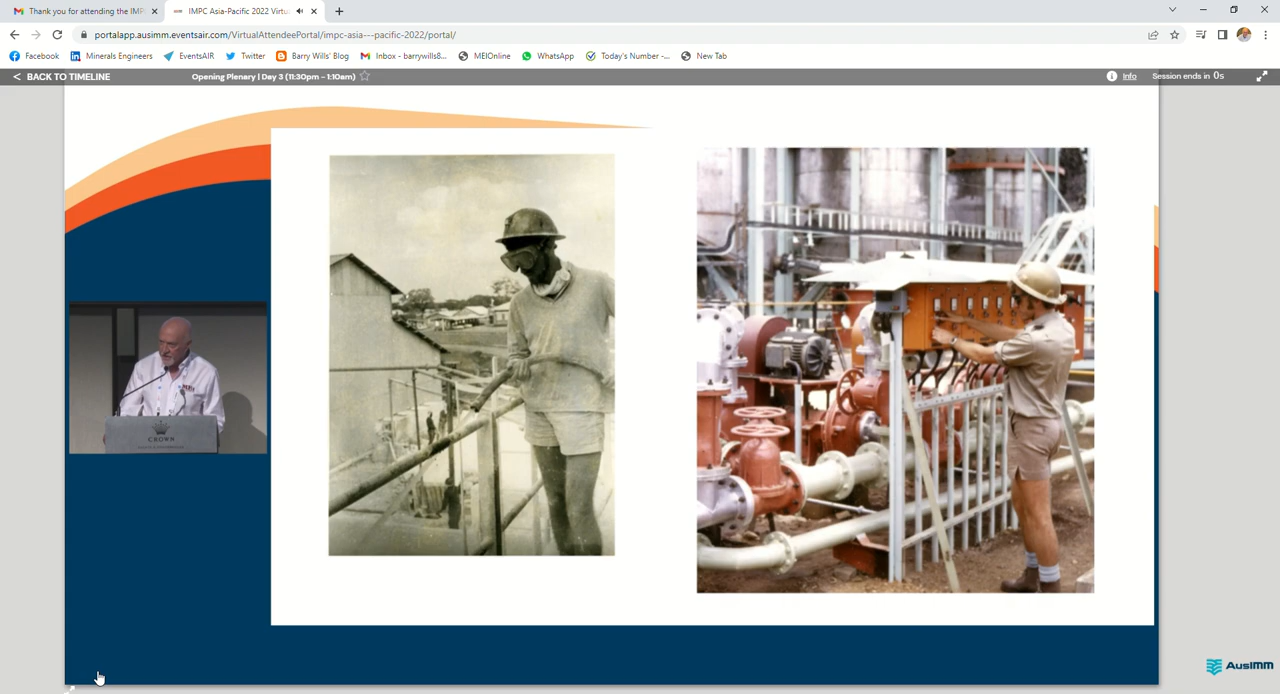 Thank you for attending the IMP
IMPC Asia-Pacific 2022 Virtu
portalapp.ausimm.eventsair.com/VirtualAttendeePortal/impc-asia---pacific-2022/portal/
Facebook
Minerals Engineers
EventsAIR
Twitter
Barry Wills' Blog
Inbox - barrywills8...
MEIOnline
WhatsApp
Today's Number -...
New Tab
< BACK TO TIMELINE
Opening Plenary | Day 3 (11:30pm - 1:10am)
Info
Session ends in 0s
CROWN
AusIMM